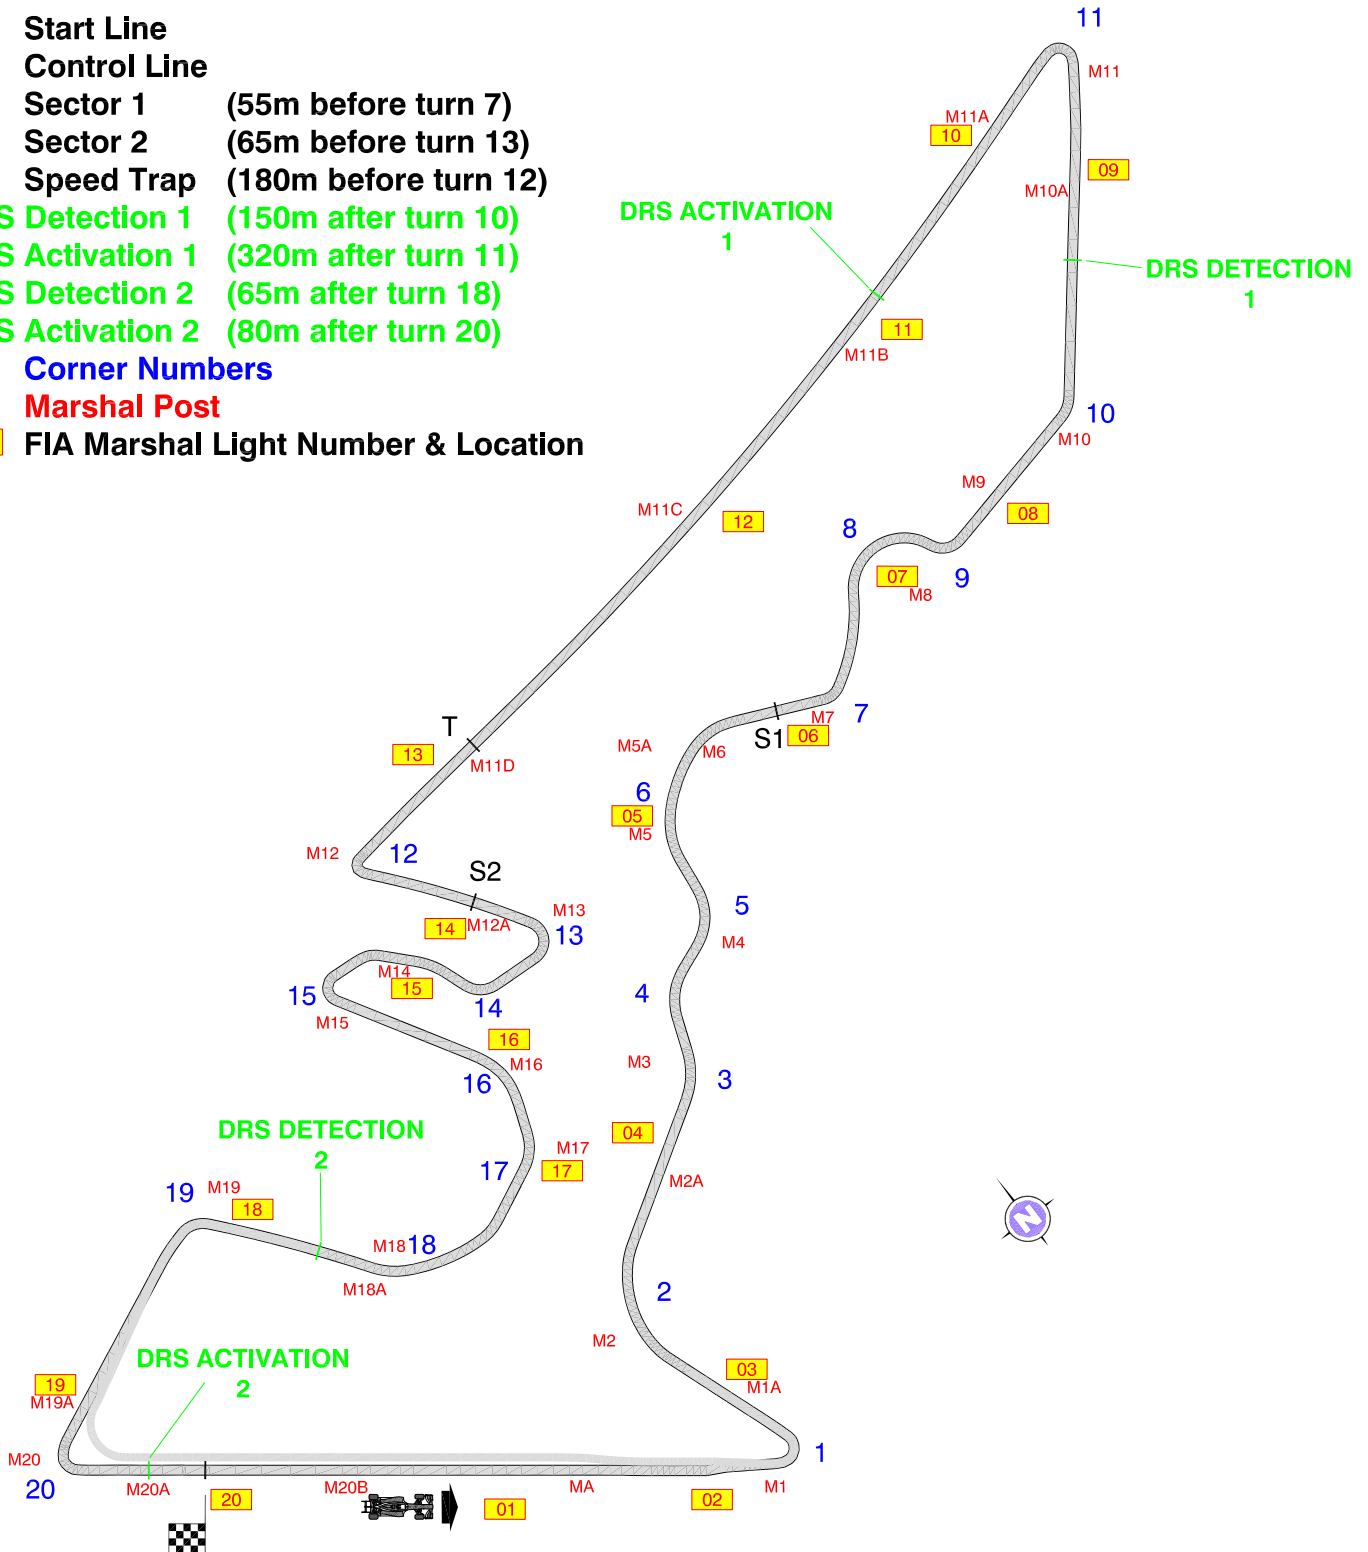 Start Line
Control Line
Sector 1 (55m before turn 7)
Sector 2 (65m before turn 13)
Speed Trap (180m before turn 12)
S Detection 1 (150m after turn 10)
S Activation 1 (320m after turn 11)
S Detection 2 (65m after turn 18)
S Activation 2 (80m after turn 20)
Corner Numbers
Marshal Post
FIA Marshal Light Number & Location
11
M11
M11A
10
09
M10A
DRS ACTIVATION
1
DRS DETECTION
1
11
M11B
10
M10
M9
08
M11C
12
8
07
M8
9
7
M7
S1
06
T
13
M11D
M5A
M6
6
05
M5
M12
12
S2
5
M4
14
M12A
M13
13
M14
15
15
14
4
M15
16
M16
16
M3
3
04
DRS DETECTION
2
M17
17
17
M2A
19
M19
18
M18
18
M18A
2
M2
DRS ACTIVATION
2
03
M1A
19
M19A
M20
20
M20A
20
M20B
01
MA
02
M1
1
N